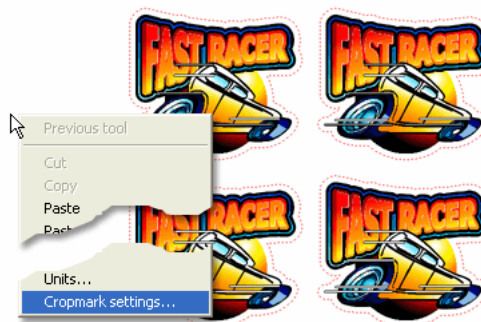 FAST RACER
FAST RACER
Previous tool
Cut
Copy
Paste
FAST RACER
FAST RACER
Units...
Cropmark settings...